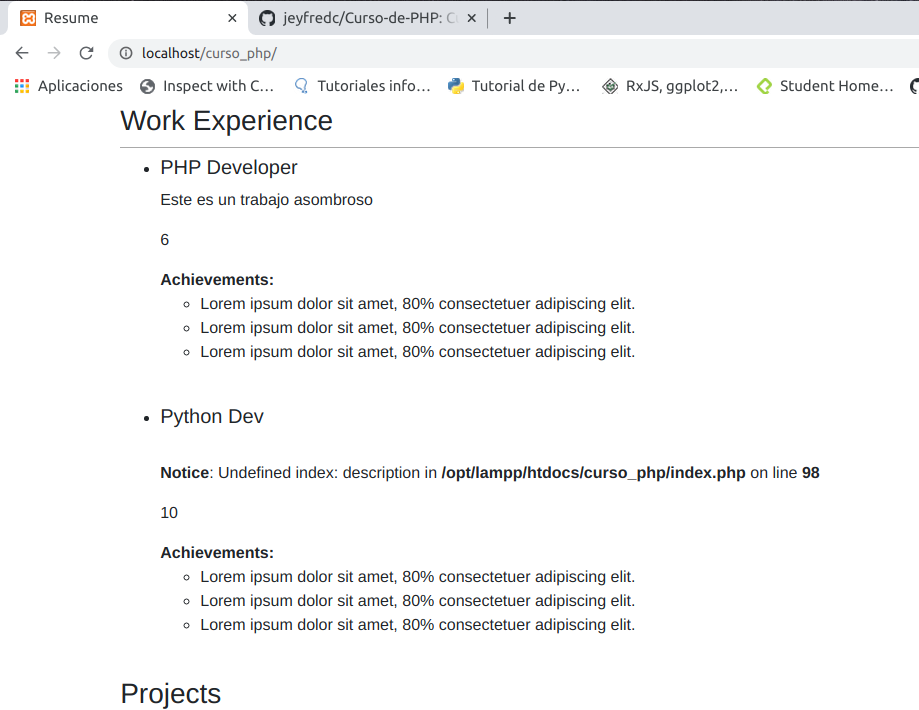 Resume
jeyfredc/Curso-de-PHP: C
localhost/curso_php/
Aplicaciones Inspect with C... Tutoriales info... Tutorial de Py... RxJS, ggplot2,... Student Home...
Work Experience
PHP Developer
Este es un trabajo asombroso
6
Achievements:
Lorem ipsum dolor sit amet, 80% consectetuer adipiscing elit.
Lorem ipsum dolor sit amet, 80% consectetuer adipiscing elit.
Lorem ipsum dolor sit amet, 80% consectetuer adipiscing elit.
Python Dev
Notice: Undefined index: description in /opt/lampp/htdocs/curso_php/index.php on line 98
10
Achievements:
Lorem ipsum dolor sit amet, 80% consectetuer adipiscing elit.
Lorem ipsum dolor sit amet, 80% consectetuer adipiscing elit.
Lorem ipsum dolor sit amet, 80% consectetuer adipiscing elit.
Projects